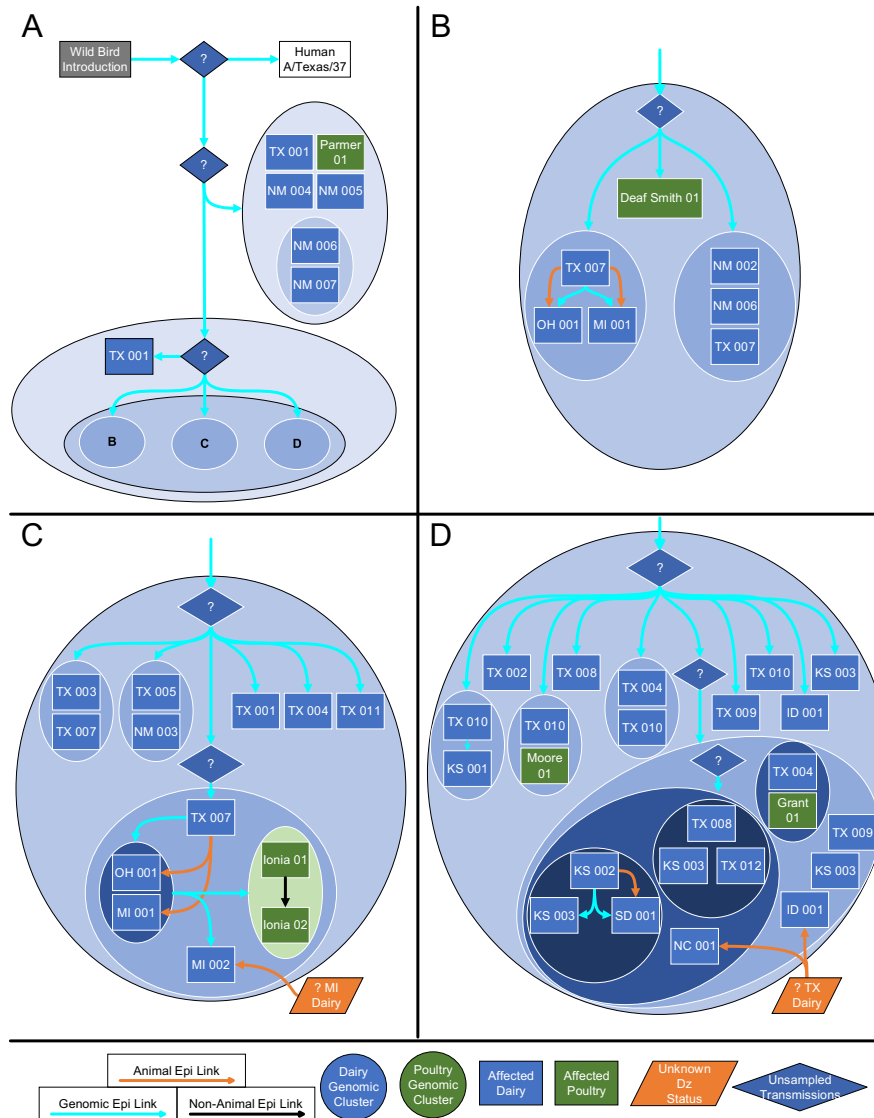 A
Wild Bird
Introduction
?
Human
A/Texas/37
?
TX 001
Parmer
01
NM 004
NM 005
NM 006
NM 007
TX 001
?
B
C
D
B
?
Deaf Smith 01
TX 007
OH 001
MI 001
NM 002
NM 006
TX 007
C
?
TX 003
TX 007
TX 005
NM 003
TX 001
TX 004
TX 011
?
TX 007
OH 001
MI 001
Ionia 01
Ionia 02
MI 002
? MI
Dairy
D
?
TX 002
TX 008
TX 010
KS 003
TX 004
TX 010
?
TX 009
ID 001
TX 010
KS 001
TX 010
Moore
01
?
TX 004
Grant
01
TX 008
KS 003
TX 012
TX 009
KS 003
ID 001
KS 002
KS 003
SD 001
NC 001
? TX
Dairy
Animal Epi Link
Genomic Epi Link
Non-Animal Epi Link
Dairy
Genomic
Cluster
Poultry
Genomic
Cluster
Affected
Dairy
Affected
Poultry
Unknown
Dz
Status
Unsampled
Transmissions